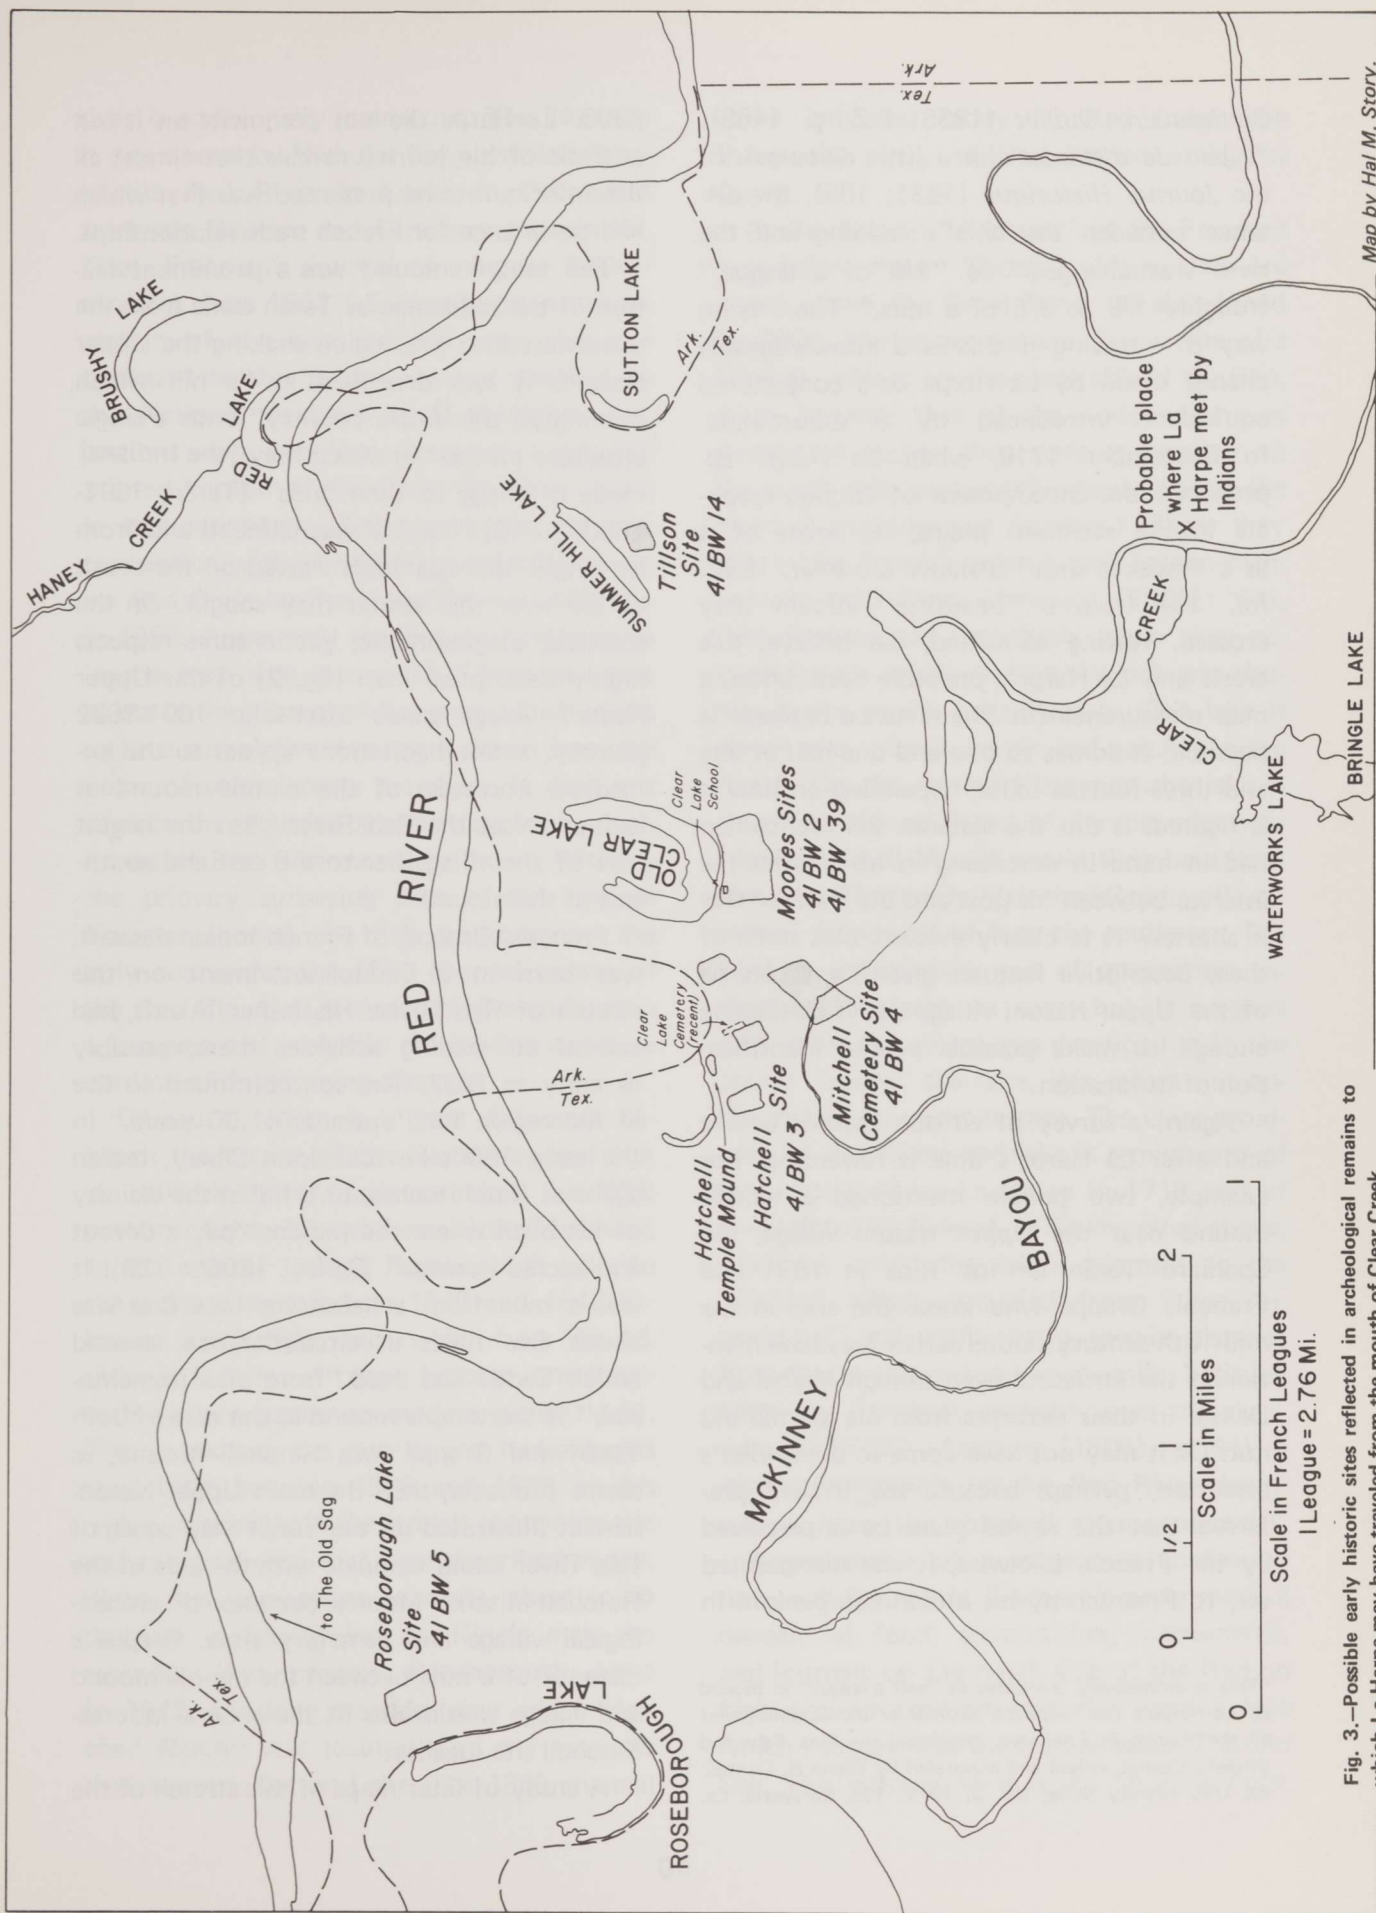 HANEY
CREEK
BRUSHY
LAKE
RED
LAKE
RED RIVER
Ark.
Tex.
SUTTON LAKE
Ark.
Tex.
SUMMER HILL LAKE
Tillson
Site
41 BW 14
OLD
CLEAR LAKE
Clear
Lake
School
Moores Sites
41 BW 2
41 BW 39
Clear
Lake
Cemetery
(recent)
Ark.
Tex.
Hatchell
Temple Mound
Hatchell Site
41 BW 3
Mitchell
Cemetery Site
41 BW 4
Ark
Tex
to The Old Sag
Roseborough Lake
Site
41 BW 5
ROSEBOROUGH
LAKE
MCKINNEY
BAYOU
Probable place
where La
X Harpe met by
Indians
CLEAR
CREEK
WATERWORKS LAKE
BRINGLE LAKE
0 1/2 1 2
Scale in Miles
0 1
Scale in French Leagues
1 League = 2.76 MI.
Map by Hal M. Story.
Fig. 3.—Possible early historic sites reflected in archeological remains to
which La Harpe may have traveled from the mouth of Clear Creek.